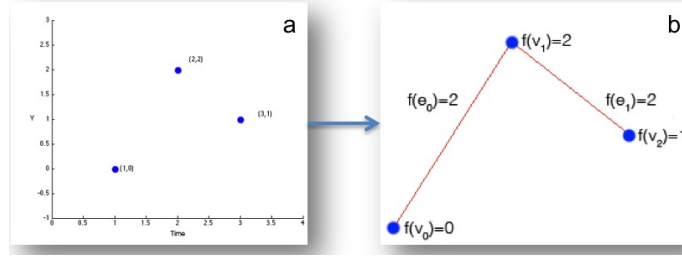 a
3
2.5
2
(2,2)
1.5
Y
1
(3,1)
0.5
0
(1,0)
-0.5
-1
0 0.5 1 1.5 2 2.5 3 3.5 4
Time
b
f(v1)=2
f(e0)=2
f(e1)=2
f(v2)=1
f(v0)=0